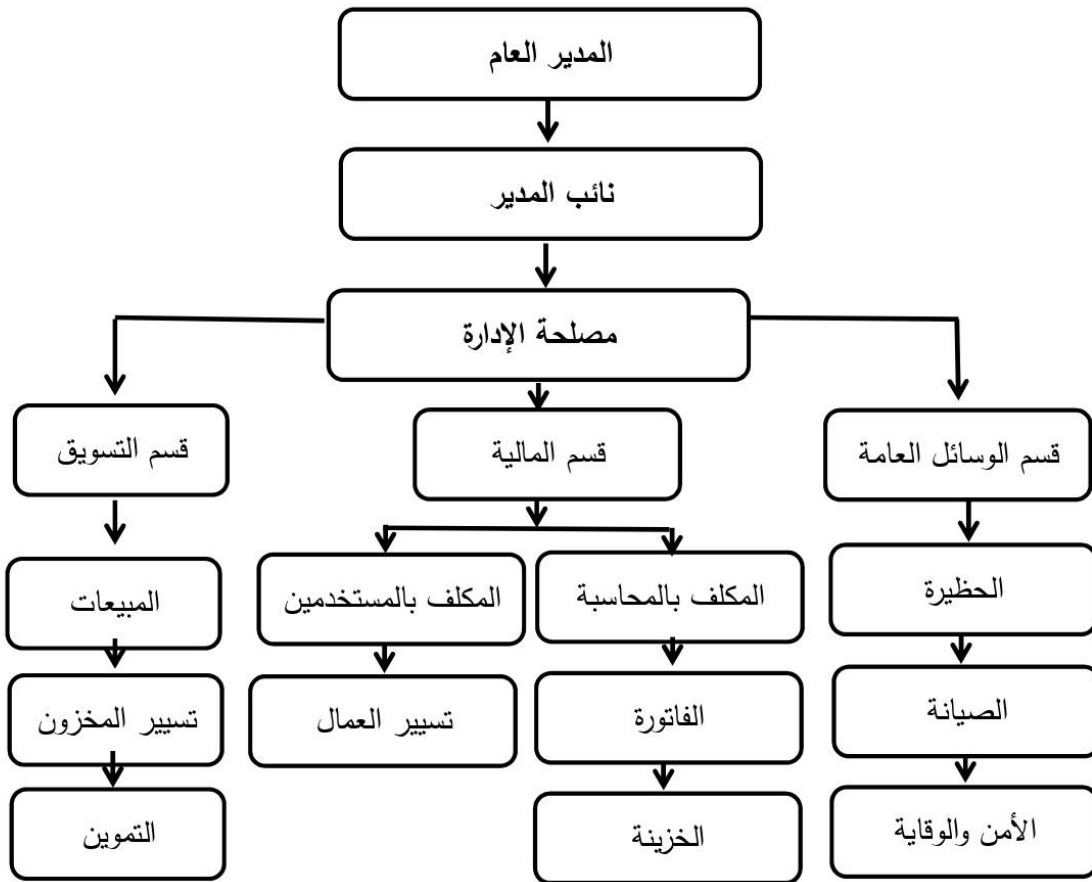 المدير العام
نائب المدير
مصلحة الإدارة
قسم الوسائل العامة
قسم المالية
قسم التسويق
الحظيرة
المكلف بالمحاسبة
المكلف بالمستخدمين
المبيعات
الصيانة
الفاتورة
تسيير العمال
تسيير المخزون
الأمن والوقاية
الخزينة
التموين